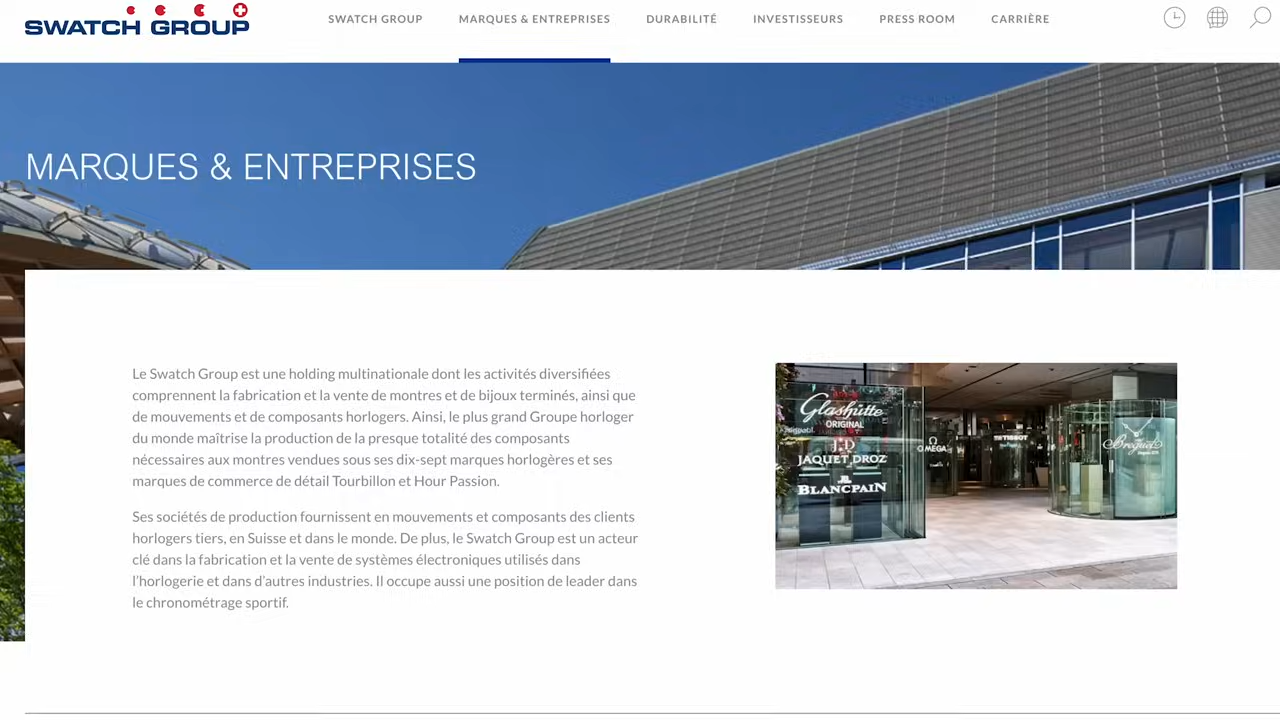 SWATCH GROUP
SWATCH GROUP
MARQUES & ENTREPRISES
DURABILITÉ
INVESTISSEURS
PRESS ROOM
CARRIÈRE
MARQUES & ENTREPRISES
Le Swatch Group est une holding multinationale dont les activités diversifiées
comprennent la fabrication et la vente de montres et de bijoux terminés, ainsi que
de mouvements et de composants horlogers. Ainsi, le plus grand Groupe horloger
du monde maîtrise la production de la presque totalité des composants
nécessaires aux montres vendues sous ses dix-sept marques horlogères et ses
marques de commerce de détail Tourbillon et Hour Passion.
Ses sociétés de production fournissent en mouvements et composants des clients
horlogers tiers, en Suisse et dans le monde. De plus, le Swatch Group est un acteur
clé dans la fabrication et la vente de systèmes électroniques utilisés dans
l'horlogerie et dans d'autres industries. Il occupe aussi une position de leader dans
le chronométrage sportif.
Glashütte
ORIGINAL
J·D
JAQUET DROZ
JB
BLANCPAIN
Ω
OMEGA
TISSOT
Breguet